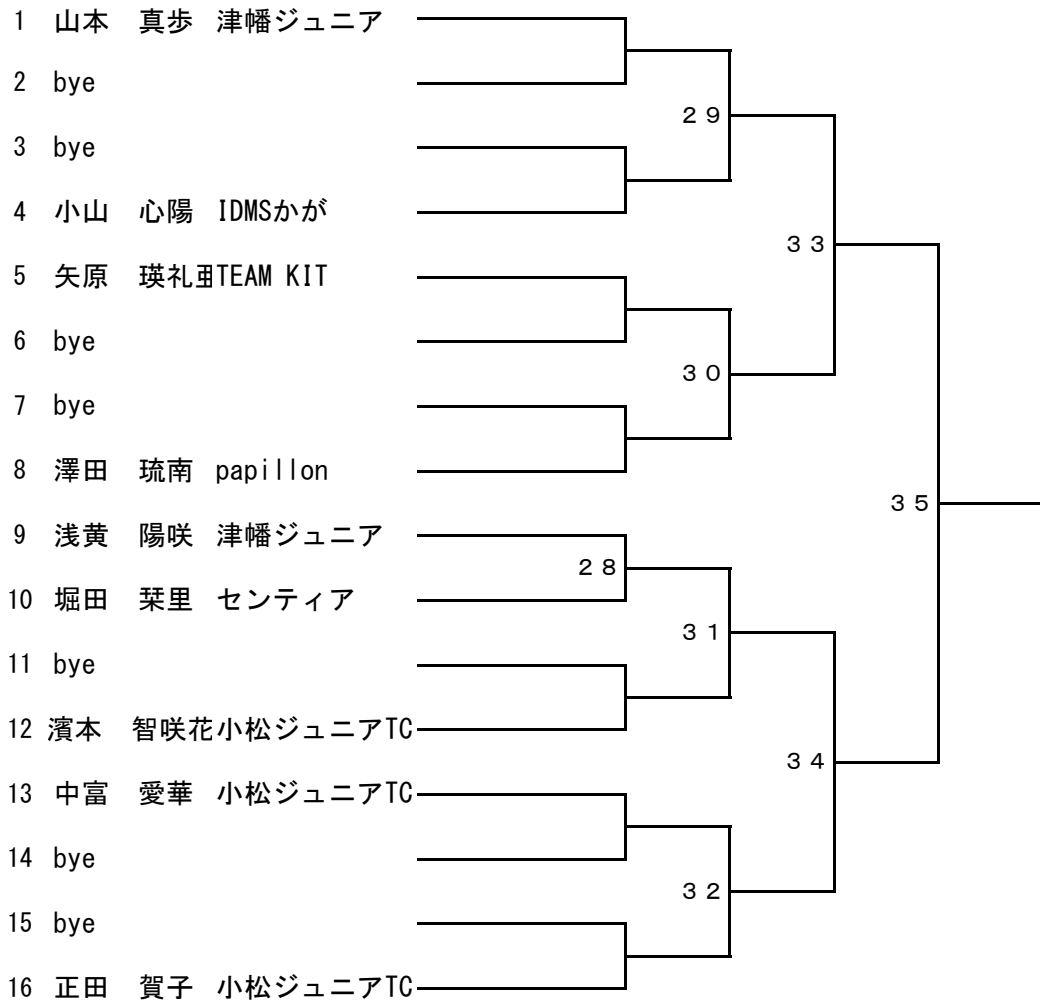 1 山本 真歩 津幡ジュニア
2 bye
29
3 bye
4 小山 心陽 IDMSかが
33
5 矢原 瑛礼 TEAM KIT
6 bye
30
7 bye
8 澤田 琉南 papillon
35
9 浅黄 陽咲 津幡ジュニア
28
10 堀田 栞里 センティア
31
11 bye
12 濱本 智咲花 小松ジュニアTC
34
13 中富 愛華 小松ジュニアTC
14 bye
32
15 bye
16 正田 賀子 小松ジュニアTC